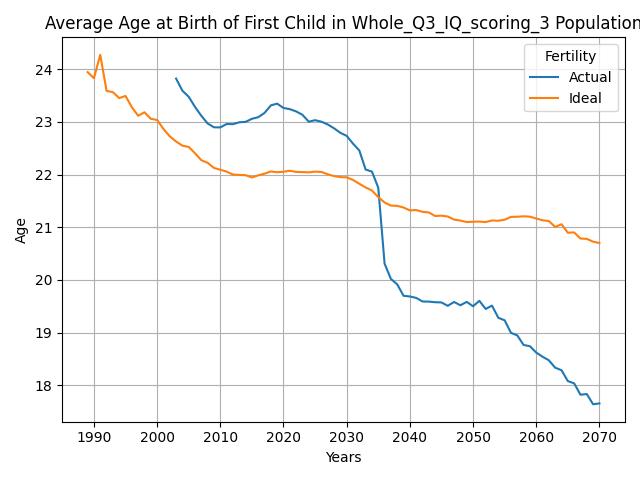 Average Age at Birth of First Child in Whole_Q3_IQ_scoring_3 Population
Fertility
Actual
Ideal
Age
24
23
22
21
20
19
18
1990 2000 2010 2020 2030 2040 2050 2060 2070
Years